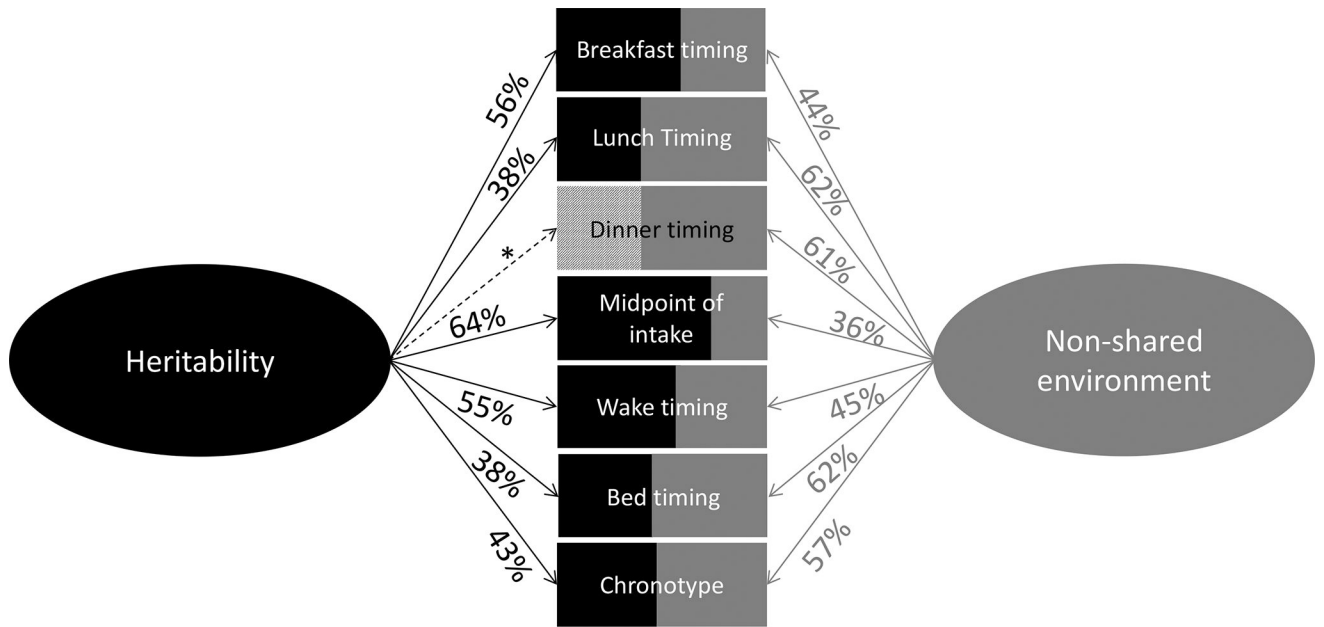 Breakfast timing
56%
44%
Lunch Timing
38%
62%
Dinner timing
*
61%
Midpoint of
intake
64%
36%
Heritability
Non-shared
environment
Wake timing
55%
45%
Bed timing
38%
62%
Chronotype
43%
57%